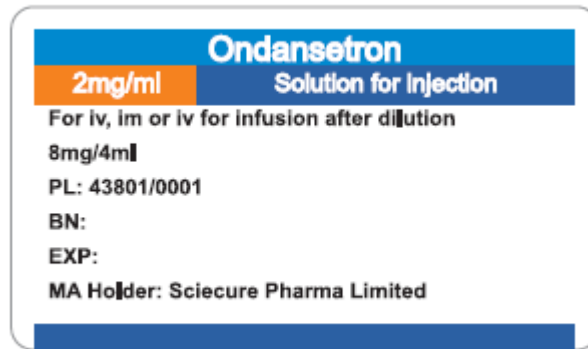 Ondansetron
2mg/ml Solution for Injection
For iv, im or iv for infusion after dilution
8mg/4ml
PL: 43801/0001
BN:
EXP:
MA Holder: Sciecure Pharma Limited